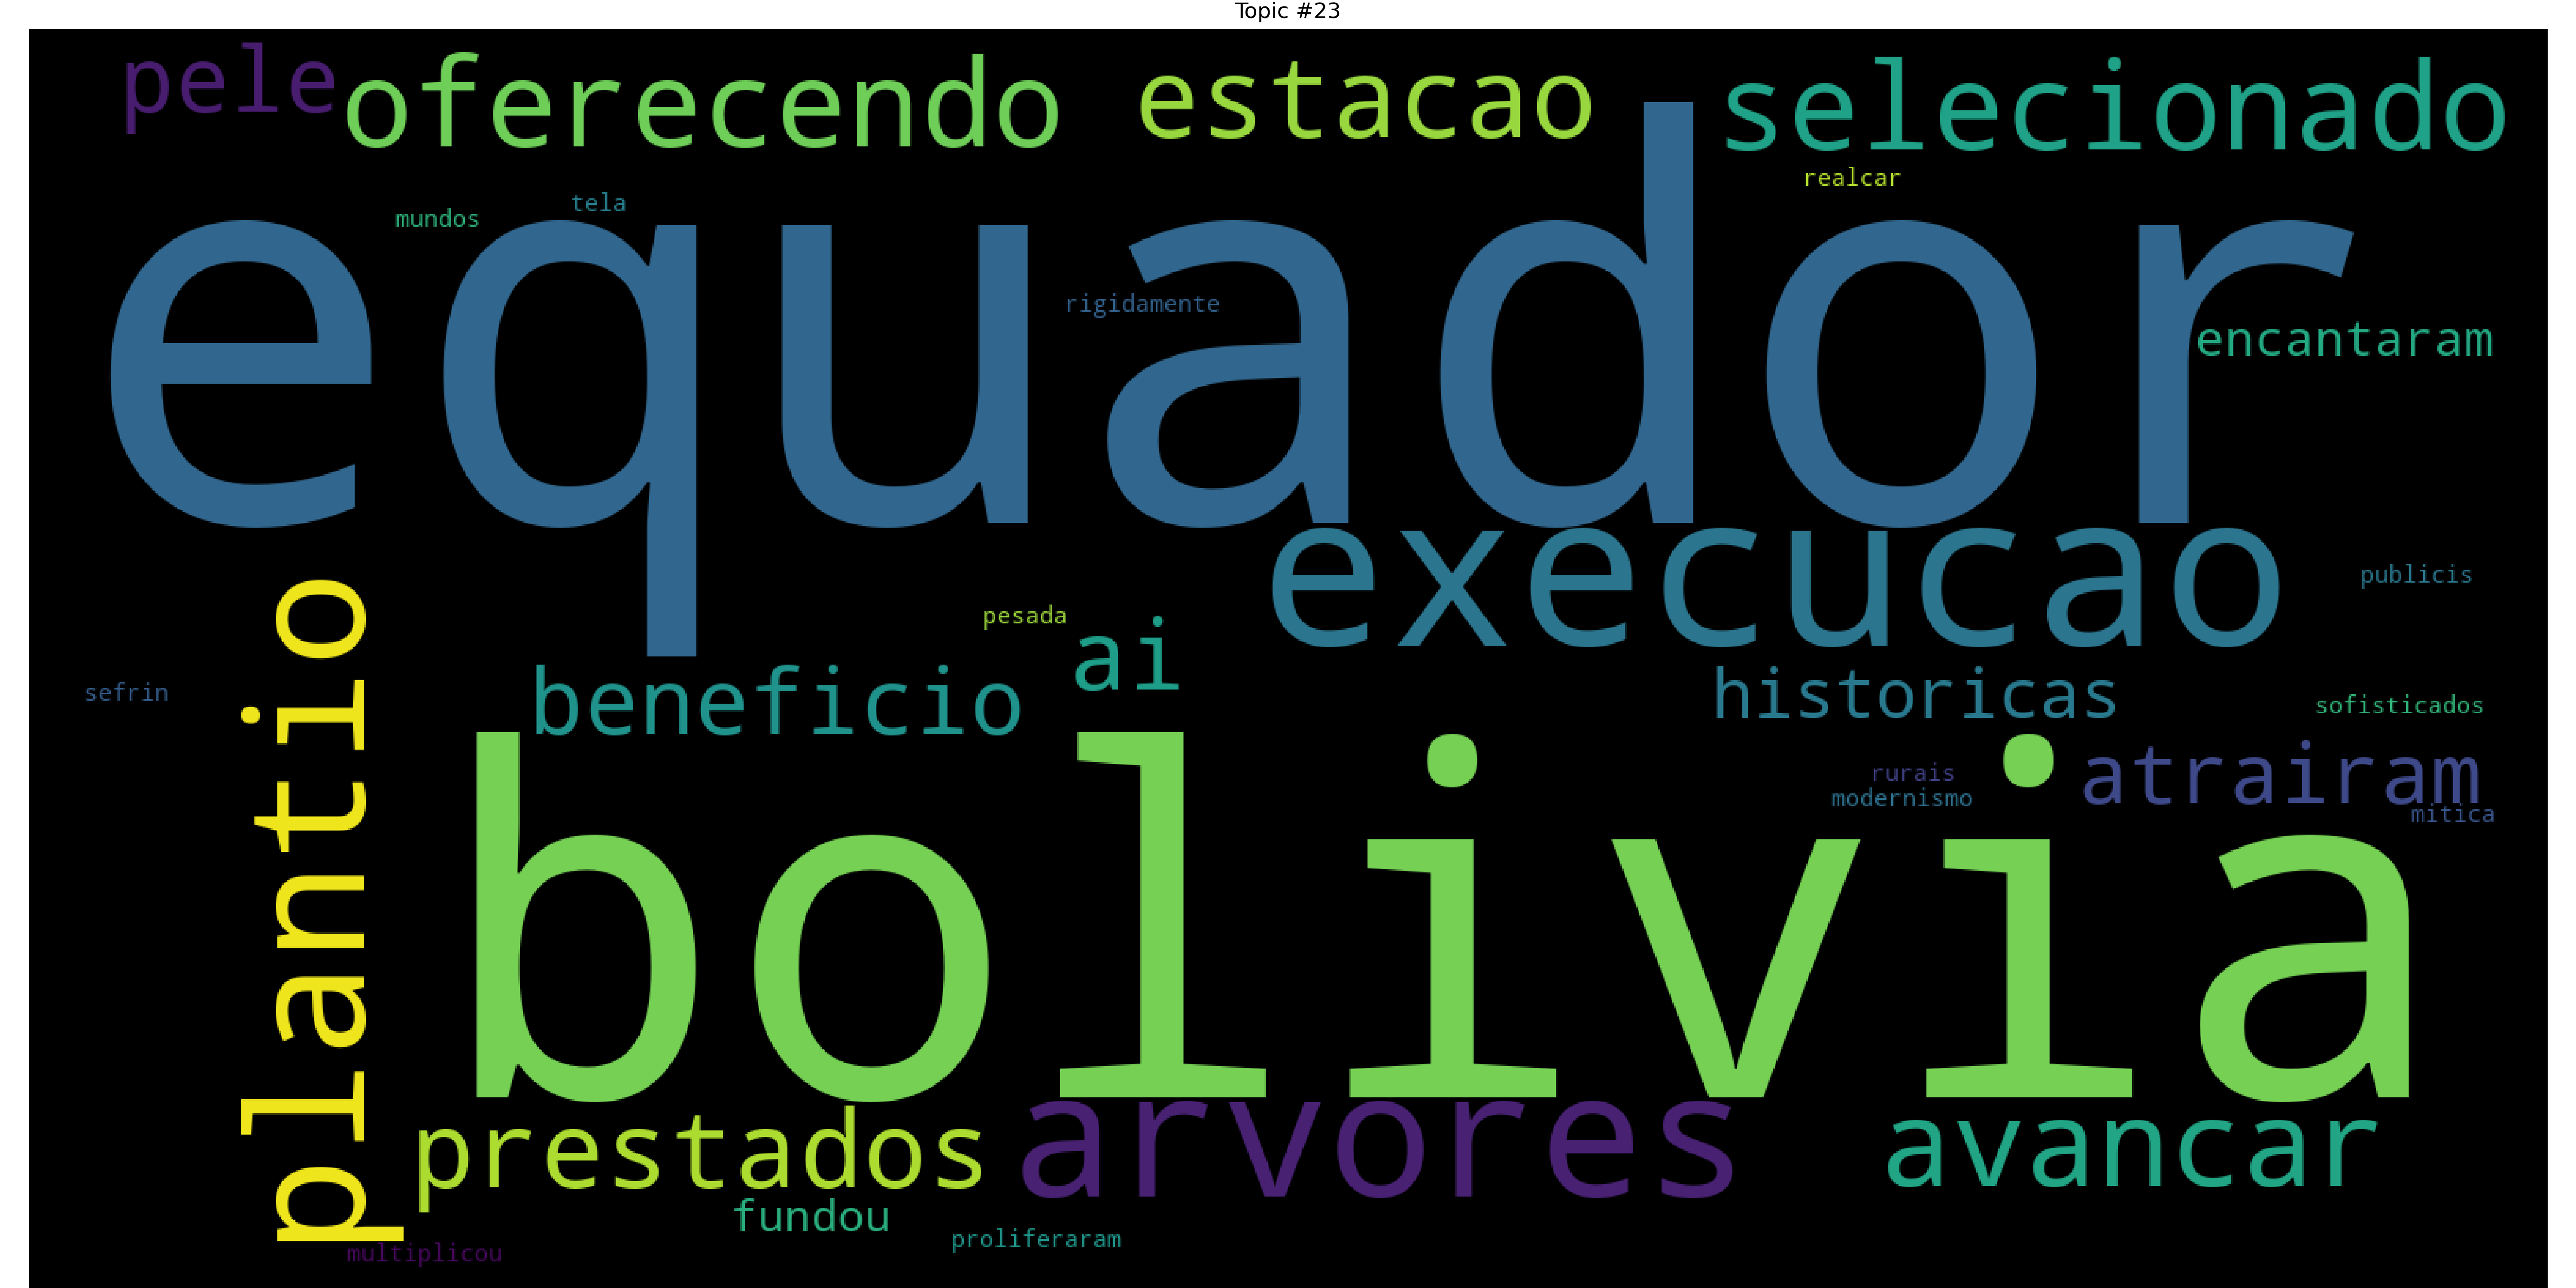 Topic #23
pele
oferecendo
estacao
selecionado
realcar
tela
mundos
equador
rigidamente
encantaram
execucao
publicis
plantio
pesada
ai
beneficio
historicas
sefrin
sofisticados
atrairam
rurais
modernismo
mitica
bolivia
prestados
arvores
avancar
fundou
proliferaram
multiplicou